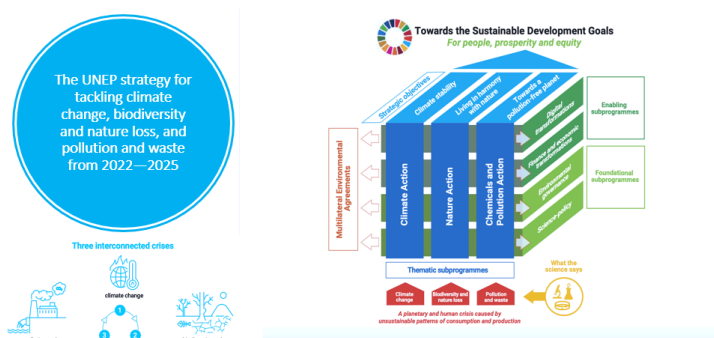 The UNEP strategy for
tackling climate
change, biodiversity
and nature loss, and
pollution and waste
from 2022—2025
Three interconnected crises
climate change
1
3
2
Towards the Sustainable Development Goals
For people, prosperity and equity
Strategic objectives
Climate stability
Living in harmony
with nature
Towards a
pollution-free planet
Multilateral Environmental
Agreements
Climate Action
Nature Action
Chemicals and
Pollution Action
Digital
transformations
Finance and economic
transformations
Environmental
governance
Science-policy
Enabling
subprogrammes
Foundational
subprogrammes
Thematic subprogrammes
Climate
change
Biodiversity and
nature loss
Pollution
and waste
What the
science says
A planetary and human crisis caused by
unsustainable patterns of consumption and production